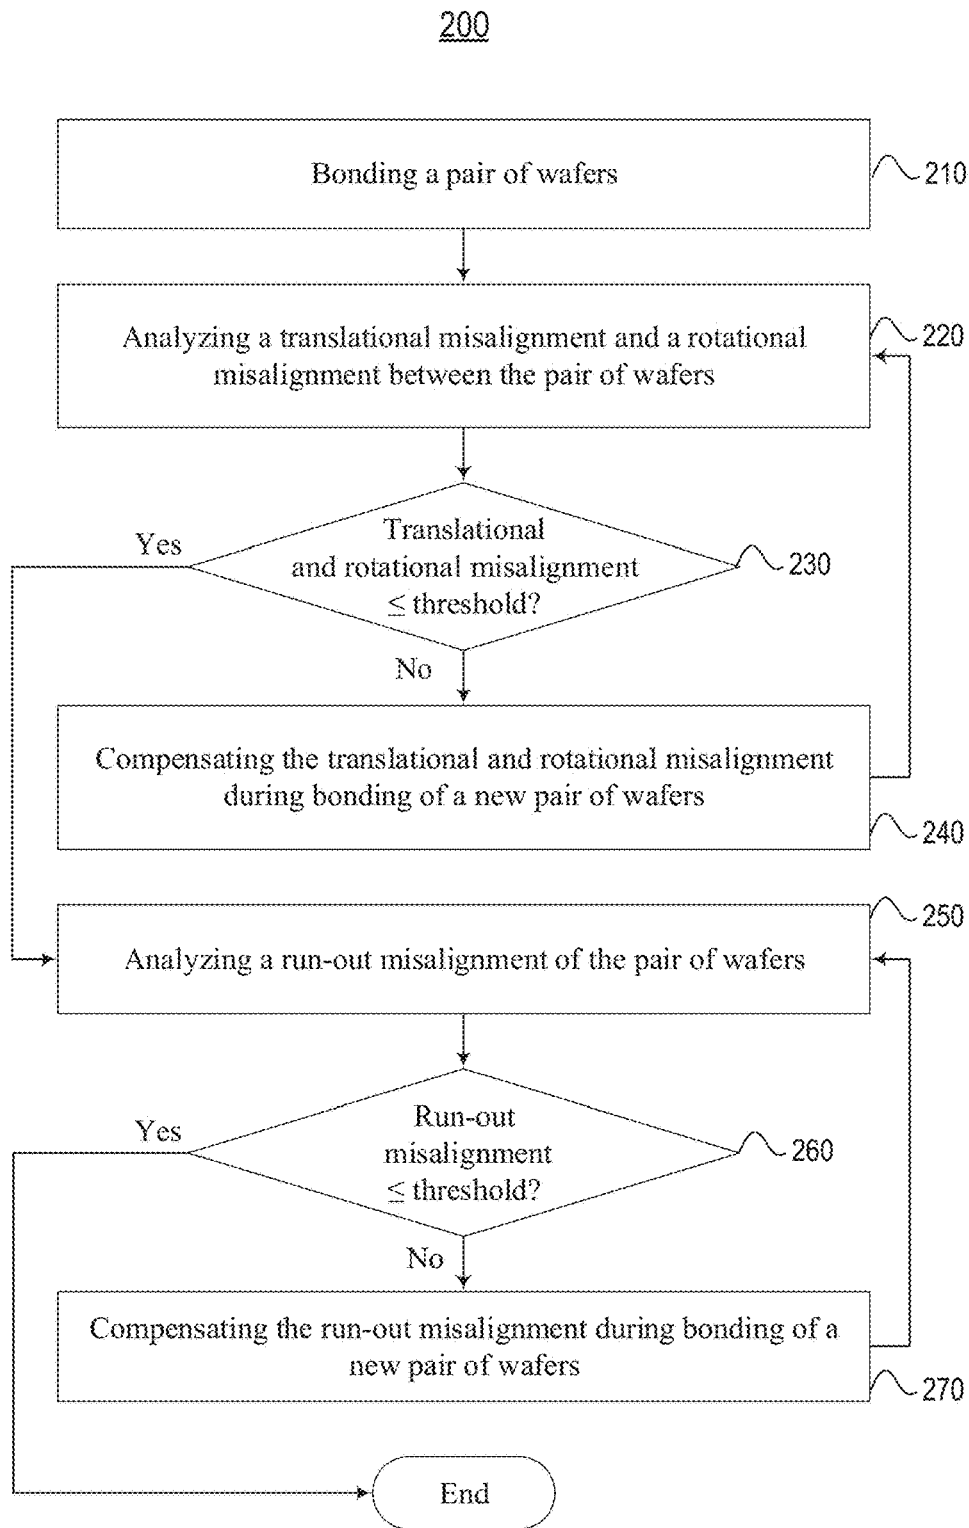 200
Bonding a pair of wafers
210
Analyzing a translational misalignment and a rotational
misalignment between the pair of wafers
220
Translational
and rotational misalignment
≤ threshold?
230
Yes
No
Compensating the translational and rotational misalignment
during bonding of a new pair of wafers
240
Analyzing a run-out misalignment of the pair of wafers
250
Run-out
misalignment
≤ threshold?
260
Yes
No
Compensating the run-out misalignment during bonding of a
new pair of wafers
270
End